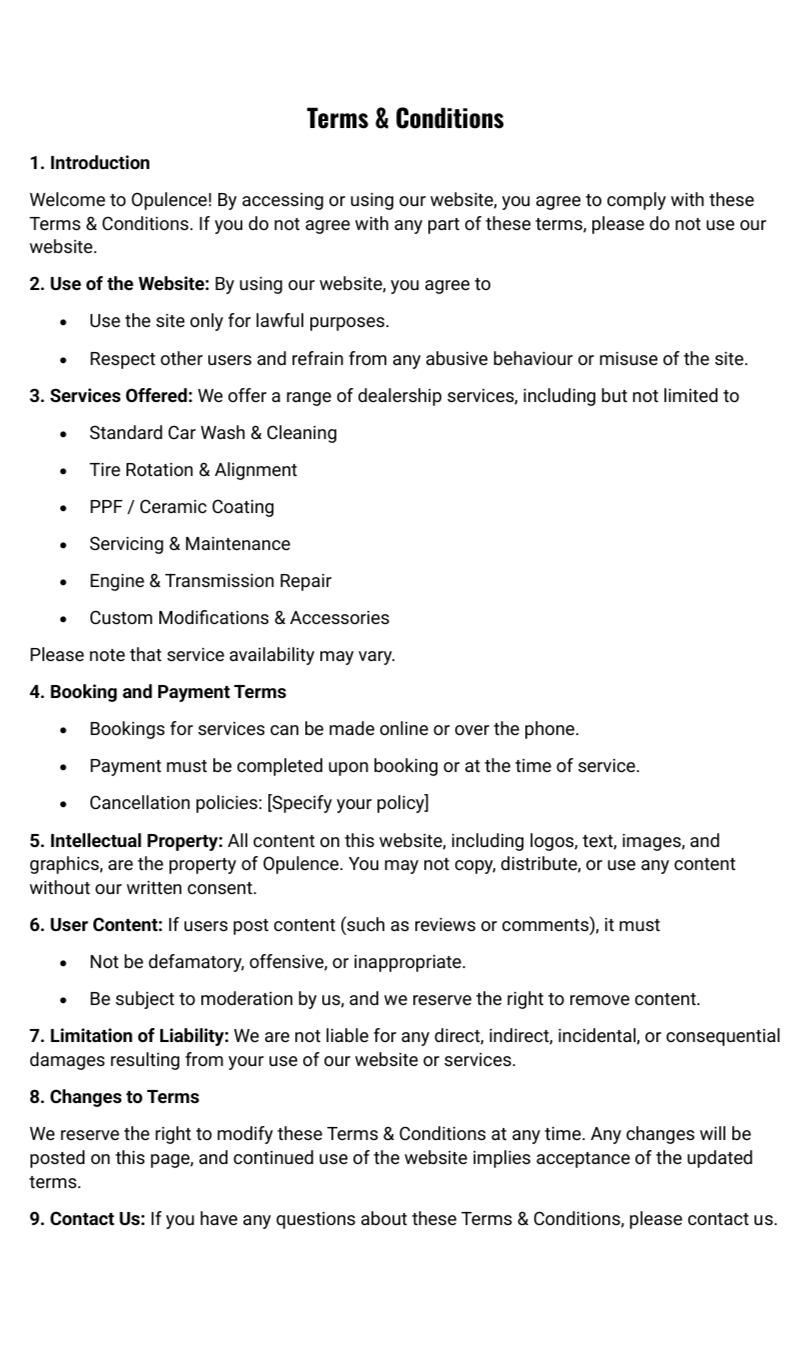 Terms & Conditions
1. Introduction
Welcome to Opulence! By accessing or using our website, you agree to comply with these
Terms & Conditions. If you do not agree with any part of these terms, please do not use our
website.
2. Use of the Website: By using our website, you agree to
• Use the site only for lawful purposes.
• Respect other users and refrain from any abusive behaviour or misuse of the site.
3. Services Offered: We offer a range of dealership services, including but not limited to
• Standard Car Wash & Cleaning
• Tire Rotation & Alignment
• PPF / Ceramic Coating
• Servicing & Maintenance
• Engine & Transmission Repair
• Custom Modifications & Accessories
Please note that service availability may vary.
4. Booking and Payment Terms
• Bookings for services can be made online or over the phone.
• Payment must be completed upon booking or at the time of service.
• Cancellation policies: [Specify your policy]
5. Intellectual Property: All content on this website, including logos, text, images, and
graphics, are the property of Opulence. You may not copy, distribute, or use any content
without our written consent.
6. User Content: If users post content (such as reviews or comments), it must
• Not be defamatory, offensive, or inappropriate.
• Be subject to moderation by us, and we reserve the right to remove content.
7. Limitation of Liability: We are not liable for any direct, indirect, incidental, or consequential
damages resulting from your use of our website or services.
8. Changes to Terms
We reserve the right to modify these Terms & Conditions at any time. Any changes will be
posted on this page, and continued use of the website implies acceptance of the updated
terms.
9. Contact Us: If you have any questions about these Terms & Conditions, please contact us.